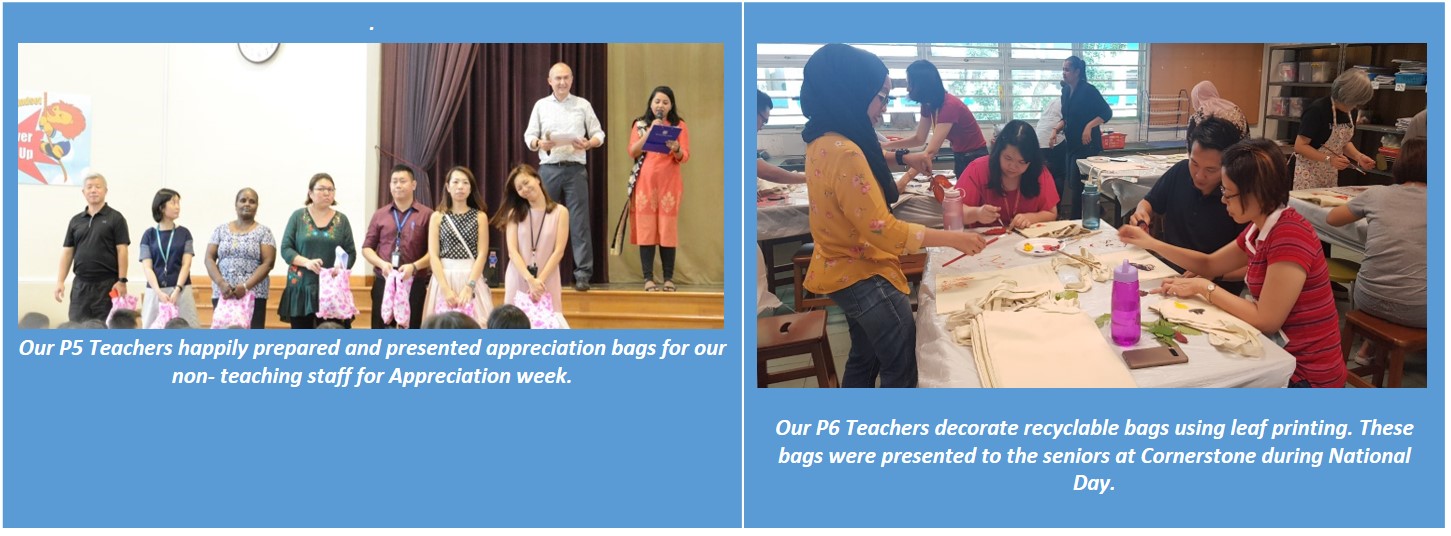 .
ver
Up
Our P5 Teachers happily prepared and presented appreciation bags for our
non- teaching staff for Appreciation week.
Our P6 Teachers decorate recyclable bags using leaf printing. These
bags were presented to the seniors at Cornerstone during National
Day.